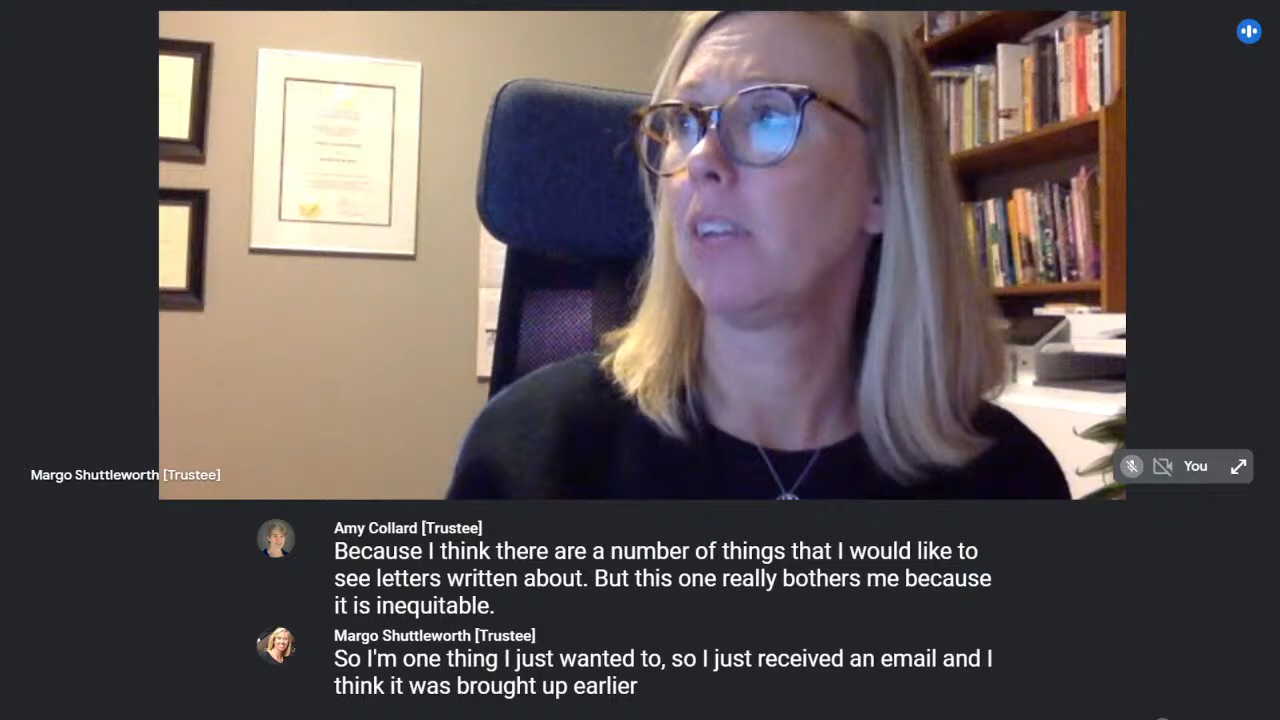 Margo Shuttleworth [Trustee]
You
Amy Collard [Trustee]
Because I think there are a number of things that I would like to
see letters written about. But this one really bothers me because
it is inequitable.
Margo Shuttleworth [Trustee]
So I'm one thing I just wanted to, so I just received an email and I
think it was brought up earlier